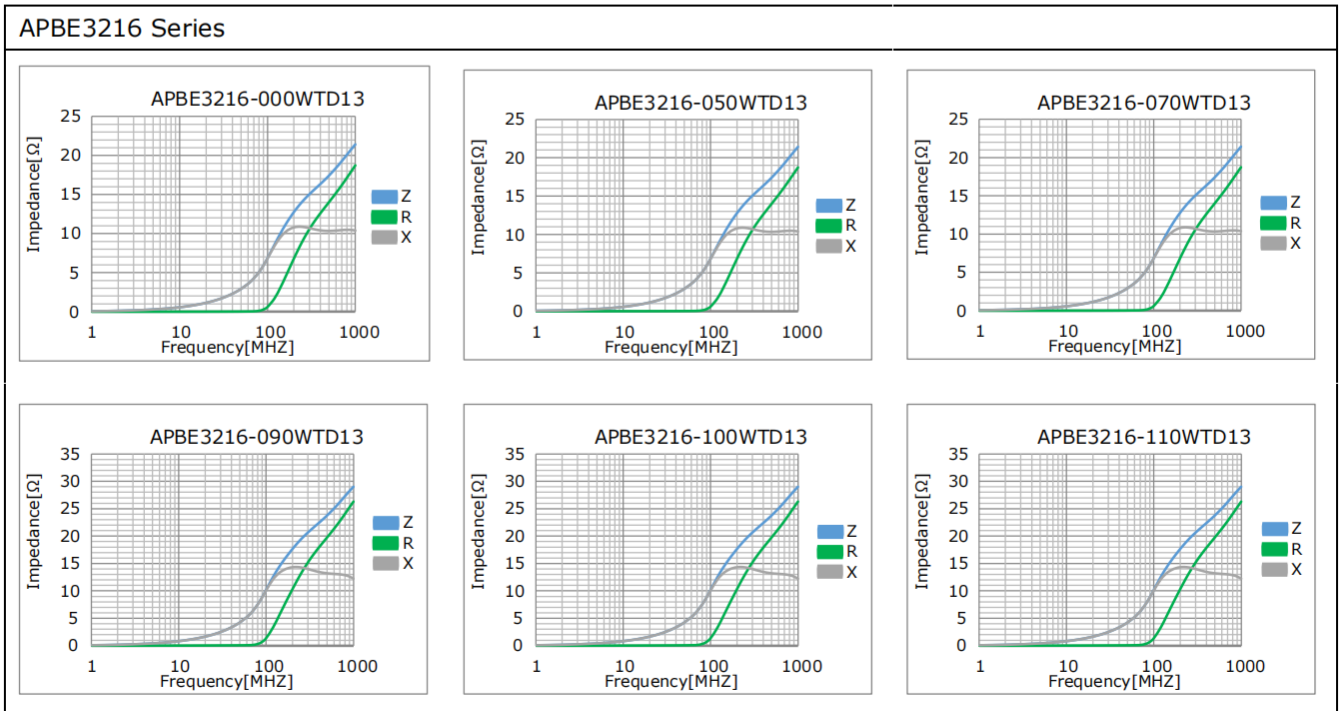 APBE3216 Series
APBE3216-000WTD13
Impedance[Ω]
25
20
15
10
5
0
1 10 100 1000
Frequency[MHZ]
Z
R
X
APBE3216-050WTD13
Impedance[Ω]
25
20
15
10
5
0
1 10 100 1000
Frequency[MHZ]
Z
R
X
APBE3216-070WTD13
Impedance[Ω]
25
20
15
10
5
0
1 10 100 1000
Frequency[MHZ]
Z
R
X
APBE3216-090WTD13
Impedance[Ω]
35
30
25
20
15
10
5
0
1 10 100 1000
Frequency[MHZ]
Z
R
X
APBE3216-100WTD13
Impedance[Ω]
35
30
25
20
15
10
5
0
1 10 100 1000
Frequency[MHZ]
Z
R
X
APBE3216-110WTD13
Impedance[Ω]
35
30
25
20
15
10
5
0
1 10 100 1000
Frequency[MHZ]
Z
R
X